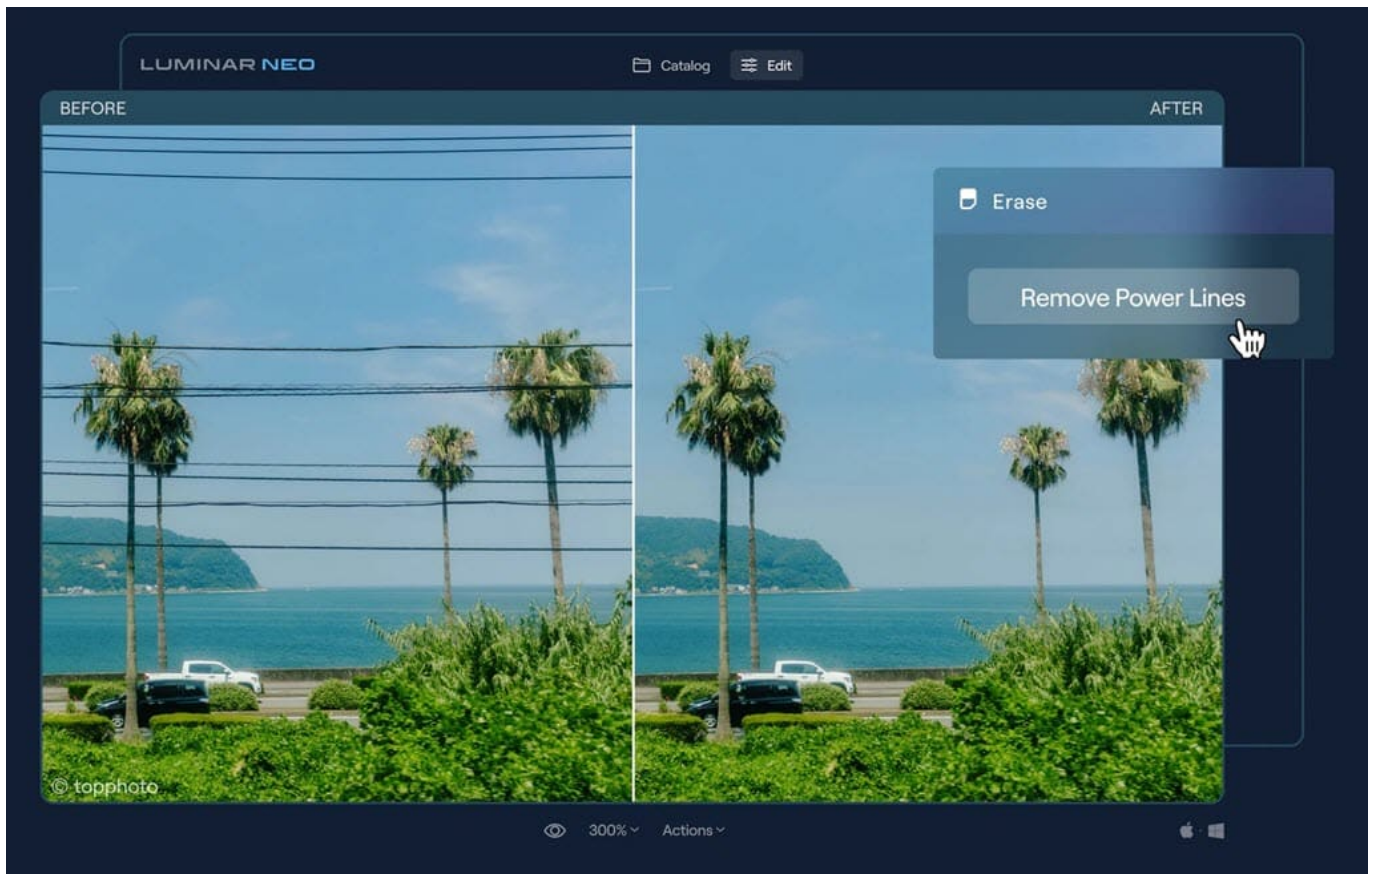 LUMINAR NEO
Catalog
Edit
BEFORE
AFTER
Erase
Remove Power Lines
© topphoto
300%
Actions